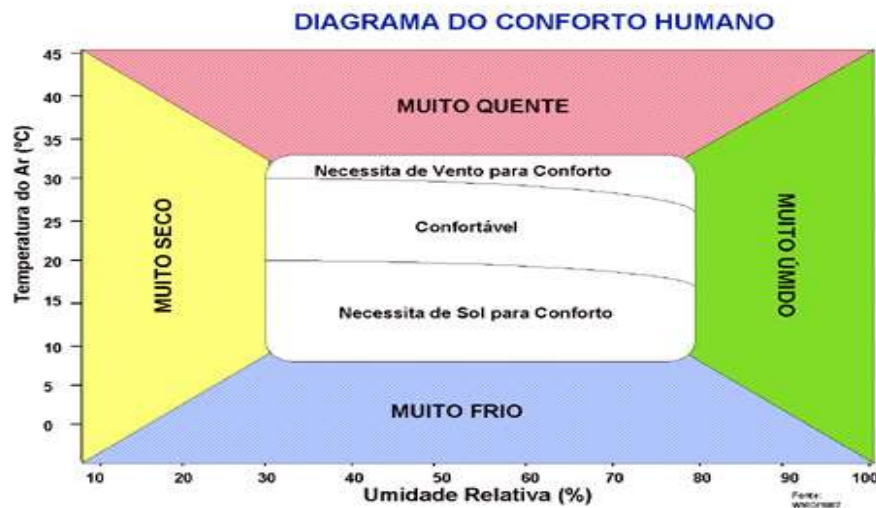 DIAGRAMA DO CONFORTO HUMANO
45
40
35
30
25
20
15
10
5
0
Temperatura do Ar (ºC)
MUITO QUENTE
Necessita de Vento para Conforto
Confortável
Necessita de Sol para Conforto
MUITO SECO
MUITO ÚMIDO
MUITO FRIO
10 20 30 40 50 60 70 80 90 100
Umidade Relativa (%)
Fonte: